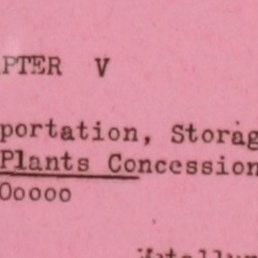 PTER V
portation, Storag
Plants Concession
Ooooo